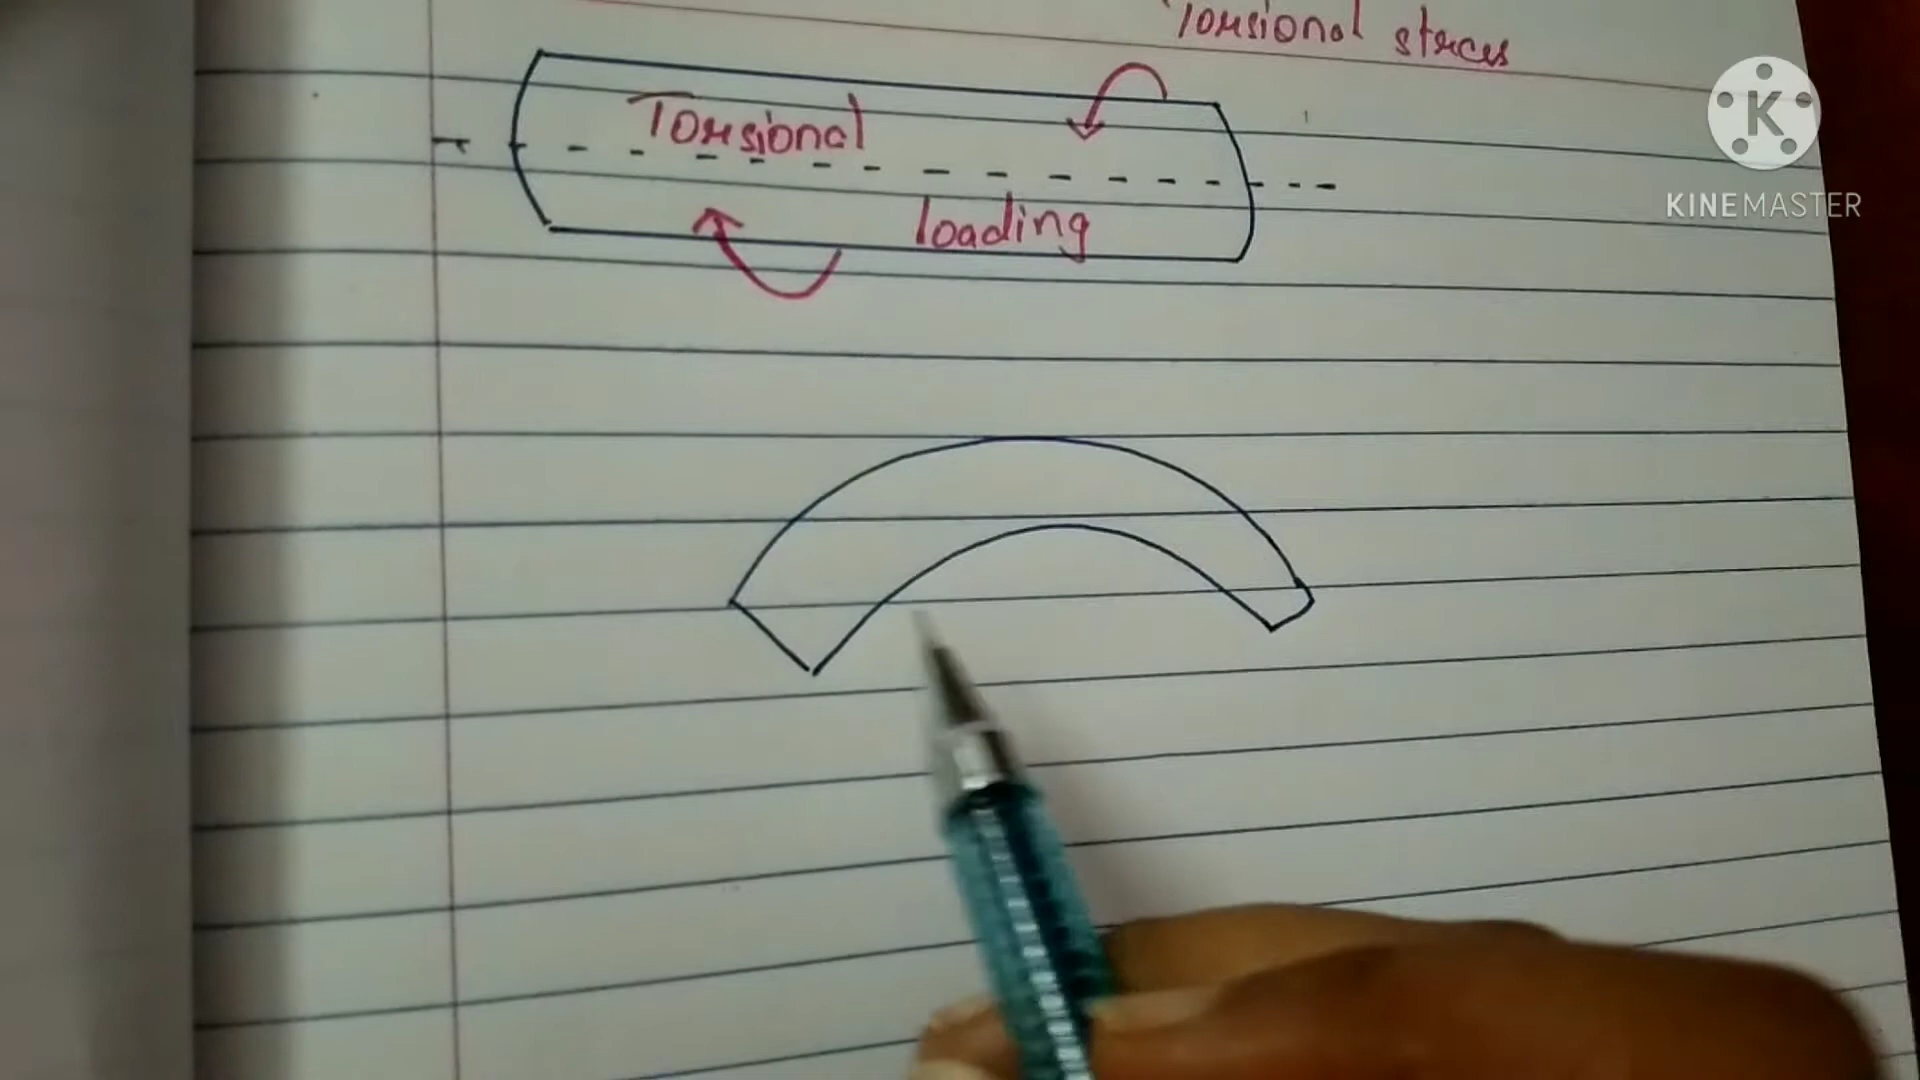 Torsional stress
Torsional
loading
K
KINEMASTER